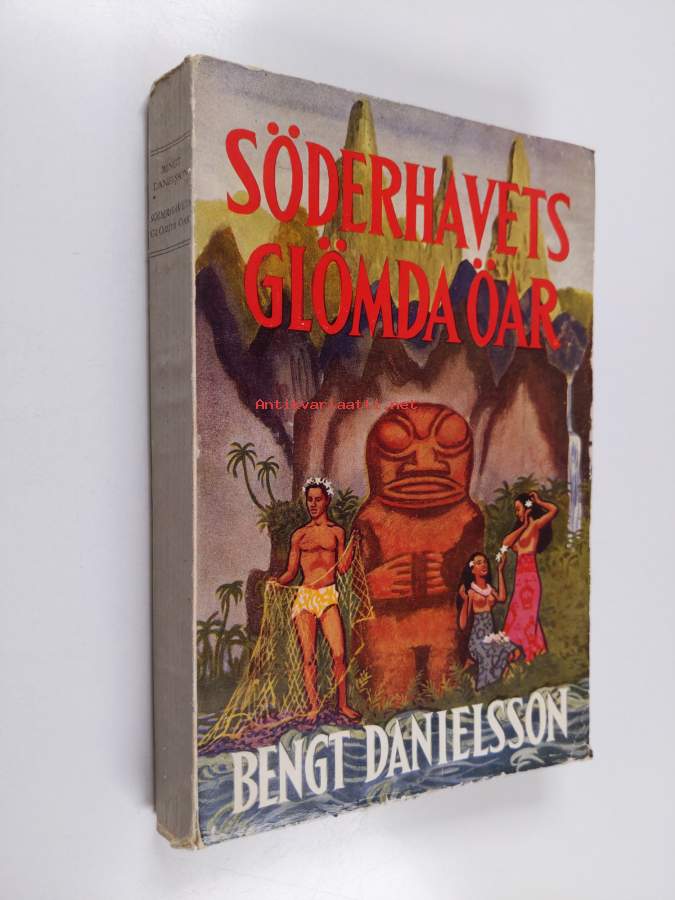 SÖDERHAVETS
GLÖMDA ÖAR
Antikvariaatti.net
BENGT DANIELSSON
BENGT
DANIELSSON
SÖDERHAVETS
GLÖMDA ÖAR